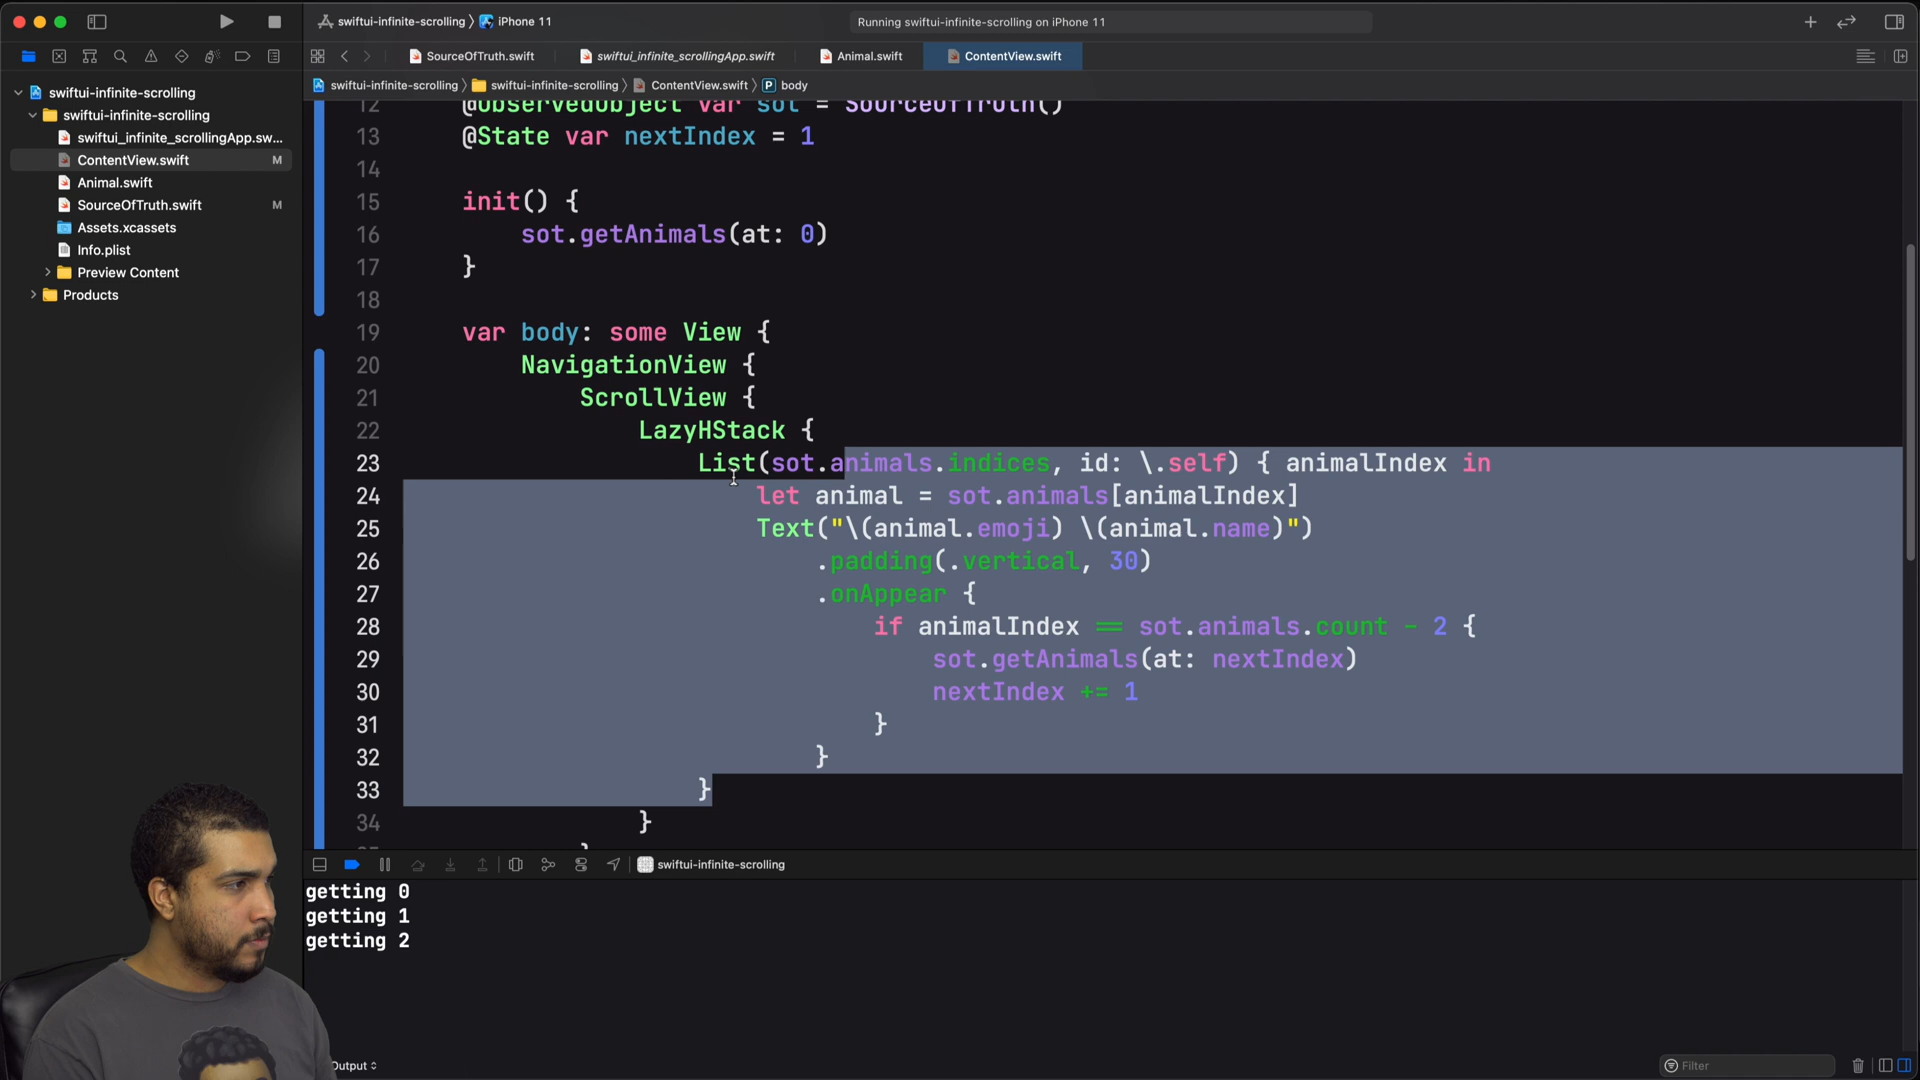 swiftui-infinite-scrolling 〉 iPhone 11
Running swiftui-infinite-scrolling on iPhone 11
SourceOfTruth.swift
swiftui_infinite_scrollingApp.swift
Animal.swift
ContentView.swift
swiftui-infinite-scrolling 〉 swiftui-infinite-scrolling 〉 ContentView.swift 〉 P body
swiftui-infinite-scrolling
swiftui-infinite-scrolling
swiftui_infinite_scrollingApp.sw...
ContentView.swift M
Animal.swift
SourceOfTruth.swift M
Assets.xcassets
Info.plist
Preview Content
Products
12 @ObservedObject var sot = SourceOfTruth()
13 @State var nextIndex = 1
14
15 init() {
16 sot.getAnimals(at: 0)
17 }
18
19 var body: some View {
20 NavigationView {
21 ScrollView {
22 LazyHStack {
23 List(sot.animals.indices, id: \.self) { animalIndex in
24 let animal = sot.animals[animalIndex]
25 Text("\(animal.emoji) \(animal.name)")
26 .padding(.vertical, 30)
27 .onAppear {
28 if animalIndex == sot.animals.count - 2 {
29 sot.getAnimals(at: nextIndex)
30 nextIndex += 1
31 }
32 }
33 }
34 }
swiftui-infinite-scrolling
getting 0
getting 1
getting 2
Output
Filter